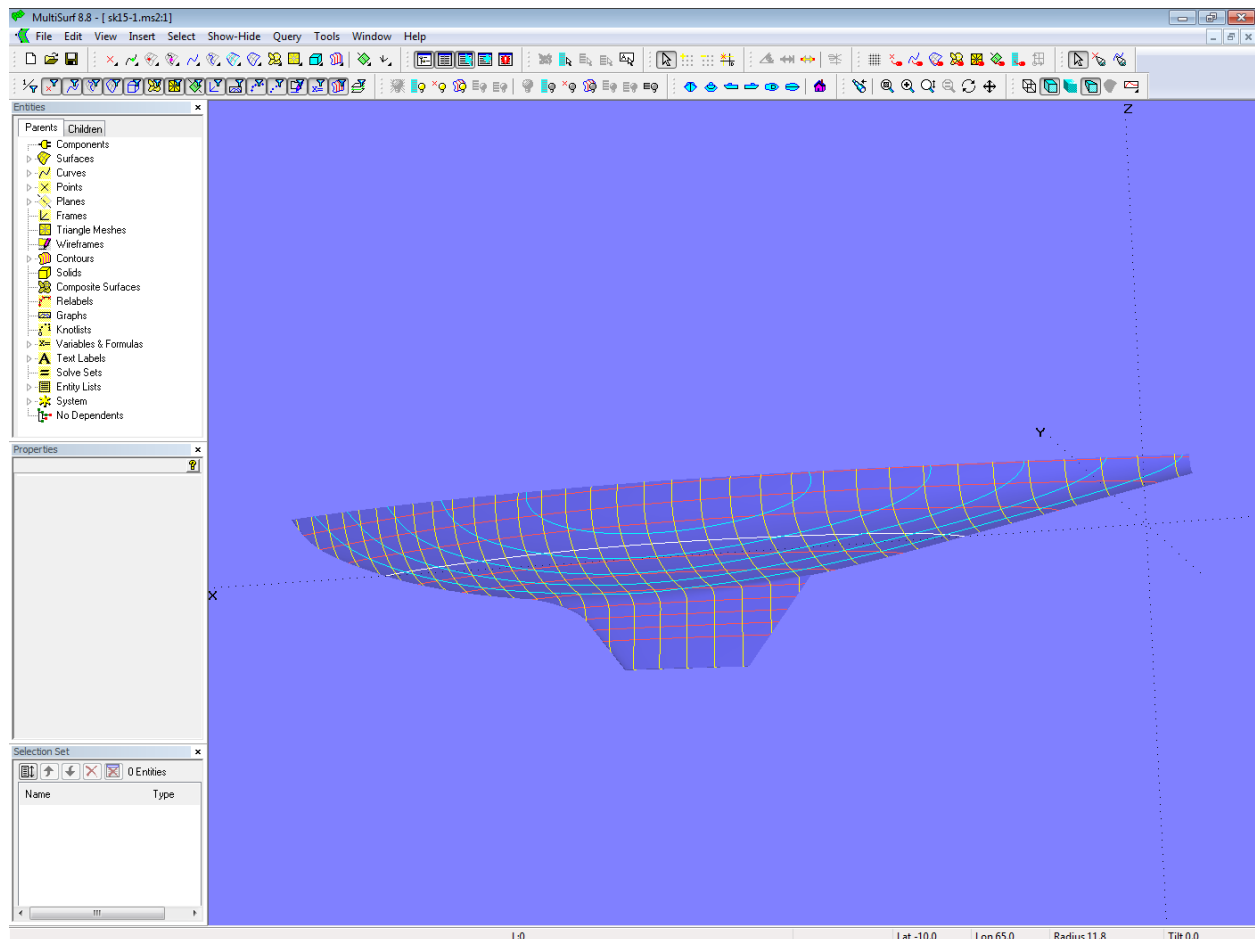 MultiSurf 8.8 - [ sk15-1.ms2:1]
File Edit View Insert Select Show-Hide Query Tools Window Help
Entities
Parents Children
Components
Surfaces
Curves
Points
Planes
Frames
Triangle Meshes
Wireframes
Contours
Solids
Composite Surfaces
Relabels
Graphs
Knotlists
Variables & Formulas
Text Labels
Solve Sets
Entity Lists
System
No Dependents
Properties
Selection Set
0 Entities
Name Type
Z
Y
X
L:0 Lat -10.0 Lon 65.0 Radius 11.8 Tilt 0.0